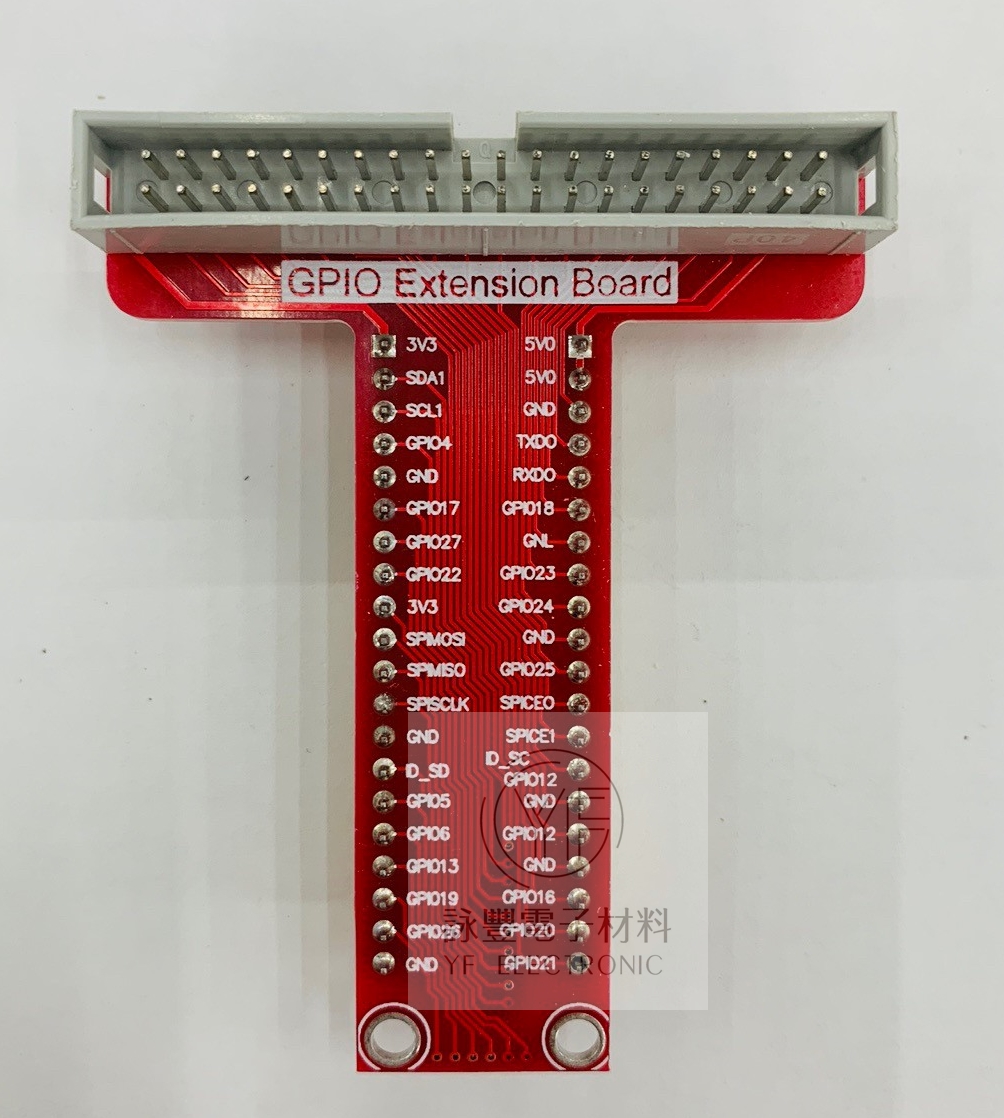 GPIO Extension Board
3V3 5V0
SDA1 5V0
SCL1 GND
GPIO4 TXDO
GND RXDO
GPIO17 GPIO18
GPIO27 GNL
GPIO22 GPIO23
3V3 GPIO24
SPIMOSI GND
SPIMISO GPIO25
SPISCLK SPICE0
GND SPICE1
ID_SD ID_SC
GPIO12
GPIO5 GND
GPIO6 GPIO12
GPIO13 GND
GPIO19 GPIO16
GPIO26 GPIO20
GND GPIO21
YF
詠豐電子材料
YF ELECTRONIC
40P